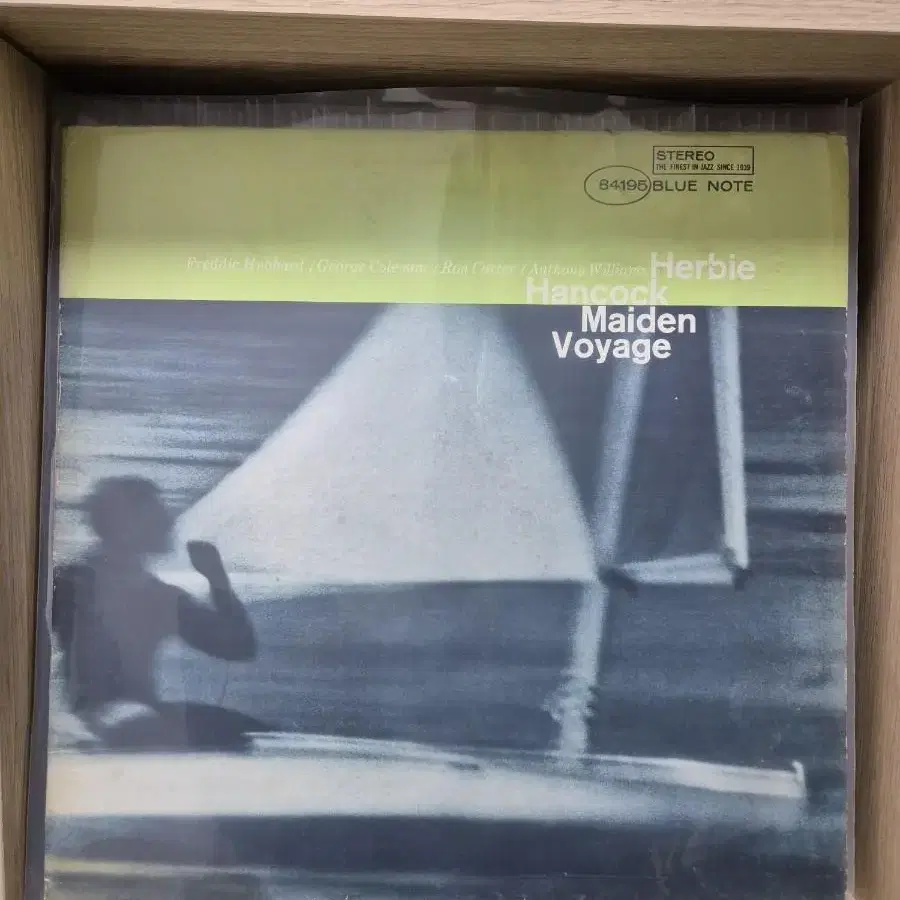 STEREO
THE FINEST IN JAZZ SINCE 1939
84195 BLUE NOTE
Freddie Hubbard / George Coleman / Ron Carter / Anthony Williams Herbie
Hancock
Maiden
Voyage